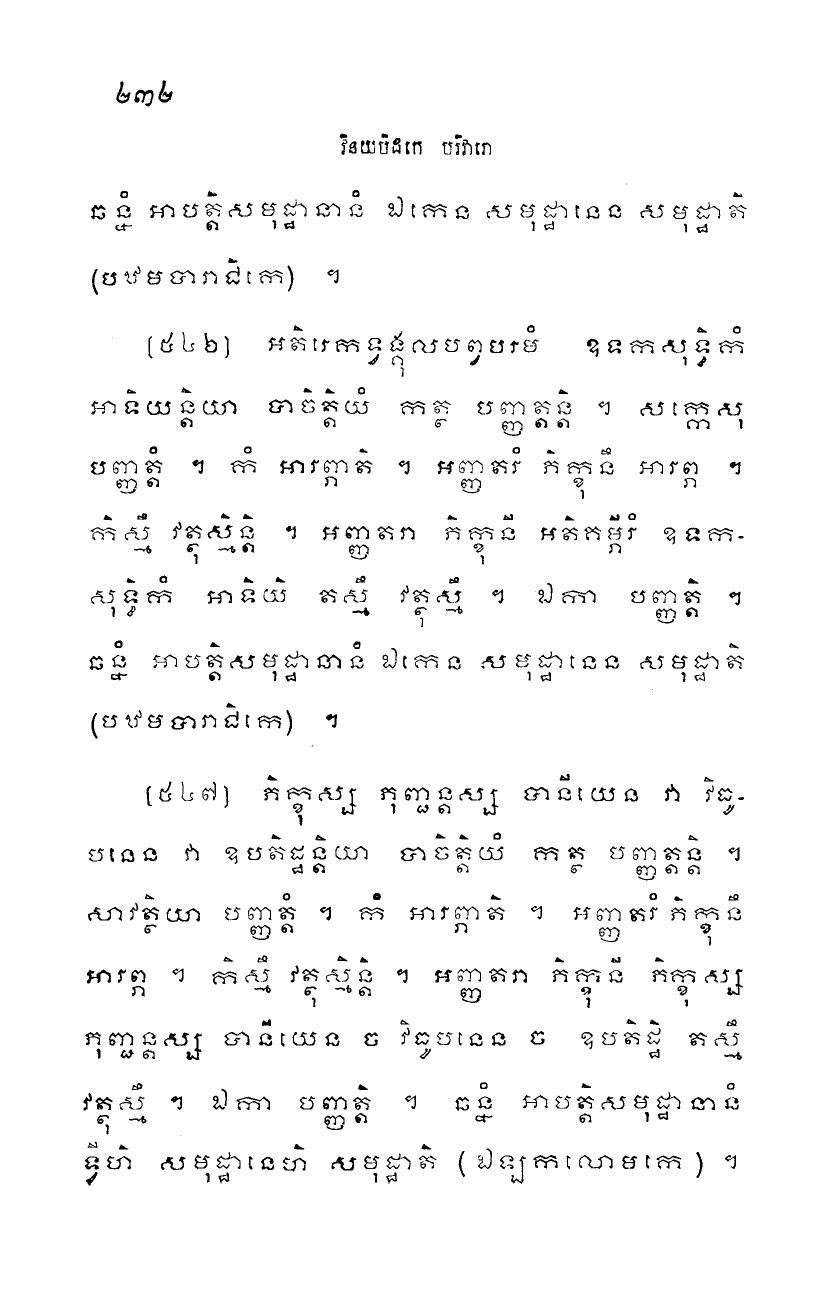 ២៣២
វិនយបិដកេ បរិវារោ
ឆន្នំ អាបត្តិសមុដ្ឋានានំ ឯកេន សមុដ្ឋានេន សមុដ្ឋាតិ
(បឋមបារាជិកេ) ។
[៥៤៦] អតិរេកទ្វង្គុលបព្វបរមំ ឧទកសុទ្ធិកំ
អាទិយន្តិយា បាចិត្តិយំ កត្ថ បញ្ញត្តន្តិ ។ សក្កេសុ
បញ្ញត្តំ ។ កំ អារព្ភាតិ ។ អញ្ញតរំ ភិក្ខុនឹ អារព្ភ ។
កិស្មឹ វត្ថុស្មិន្តិ ។ អញ្ញតរា ភិក្ខុនី អតិគម្ភីរំ ឧទក-
សុទ្ធិកំ អាទិយិ តស្មឹ វត្ថុស្មឹ ។ ឯកា បញ្ញត្តិ ។
ឆន្នំ អាបត្តិសមុដ្ឋានានំ ឯកេន សមុដ្ឋានេន សមុដ្ឋាតិ
(បឋមបារាជិកេ) ។
[៥៤៧] ភិក្ខុស្ស ភុញ្ជន្តស្ស បានីយេន វា វិធូ-
បនេន វា ឧបតិដ្ឋន្តិយា បាចិត្តិយំ កត្ថ បញ្ញត្តន្តិ ។
សាវត្ថិយា បញ្ញត្តំ ។ កំ អារព្ភាតិ ។ អញ្ញតរំ ភិក្ខុនឹ
អារព្ភ ។ កិស្មឹ វត្ថុស្មិន្តិ ។ អញ្ញតរា ភិក្ខុនី ភិក្ខុស្ស
ភុញ្ជន្តស្ស បានីយេន ច វិធូបនេន ច ឧបតិដ្ឋិ តស្មឹ
វត្ថុស្មឹ ។ ឯកា បញ្ញត្តិ ។ ឆន្នំ អាបត្តិសមុដ្ឋានានំ
ទ្វីហិ សមុដ្ឋានេហិ សមុដ្ឋាតិ (ឯឡកលោមកេ) ។